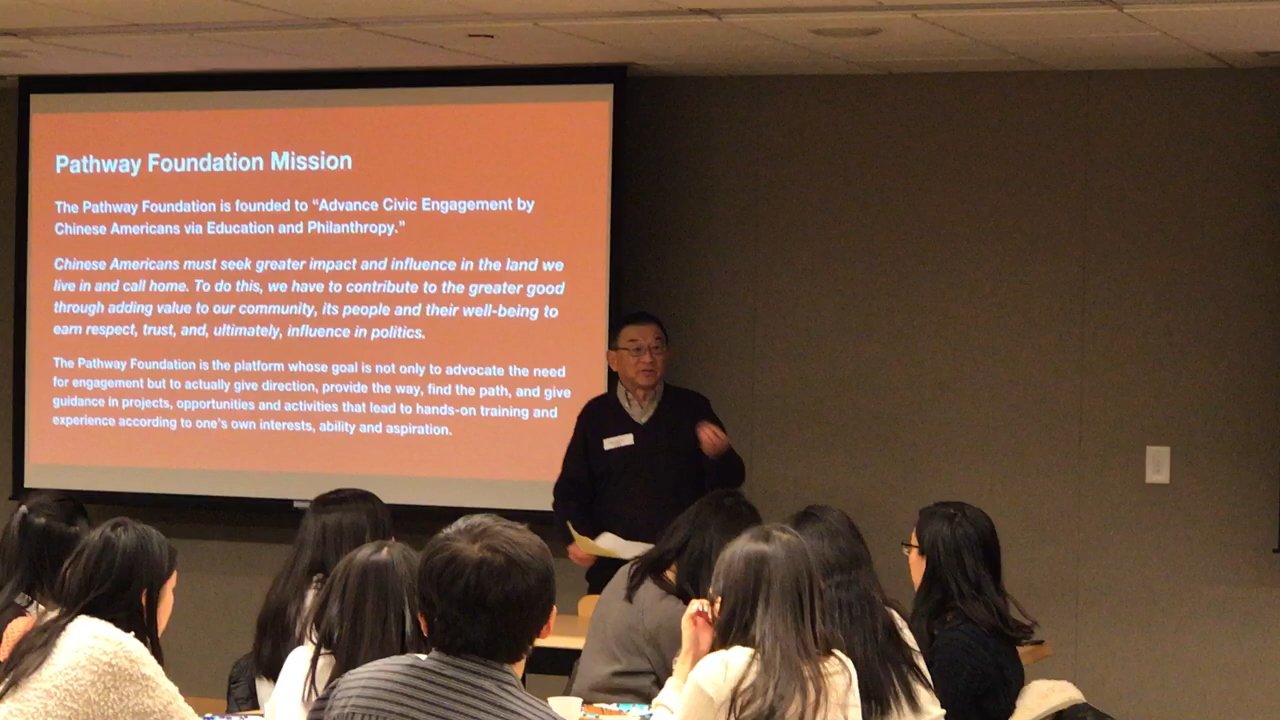 Pathway Foundation Mission
The Pathway Foundation is founded to “Advance Civic Engagement by
Chinese Americans via Education and Philanthropy.”
Chinese Americans must seek greater impact and influence in the land we
live in and call home. To do this, we have to contribute to the greater good
through adding value to our community, its people and their well-being to
earn respect, trust, and, ultimately, influence in politics.
The Pathway Foundation is the platform whose goal is not only to advocate the need
for engagement but to actually give direction, provide the way, find the path, and give
guidance in projects, opportunities and activities that lead to hands-on training and
experience according to one's own interests, ability and aspiration.